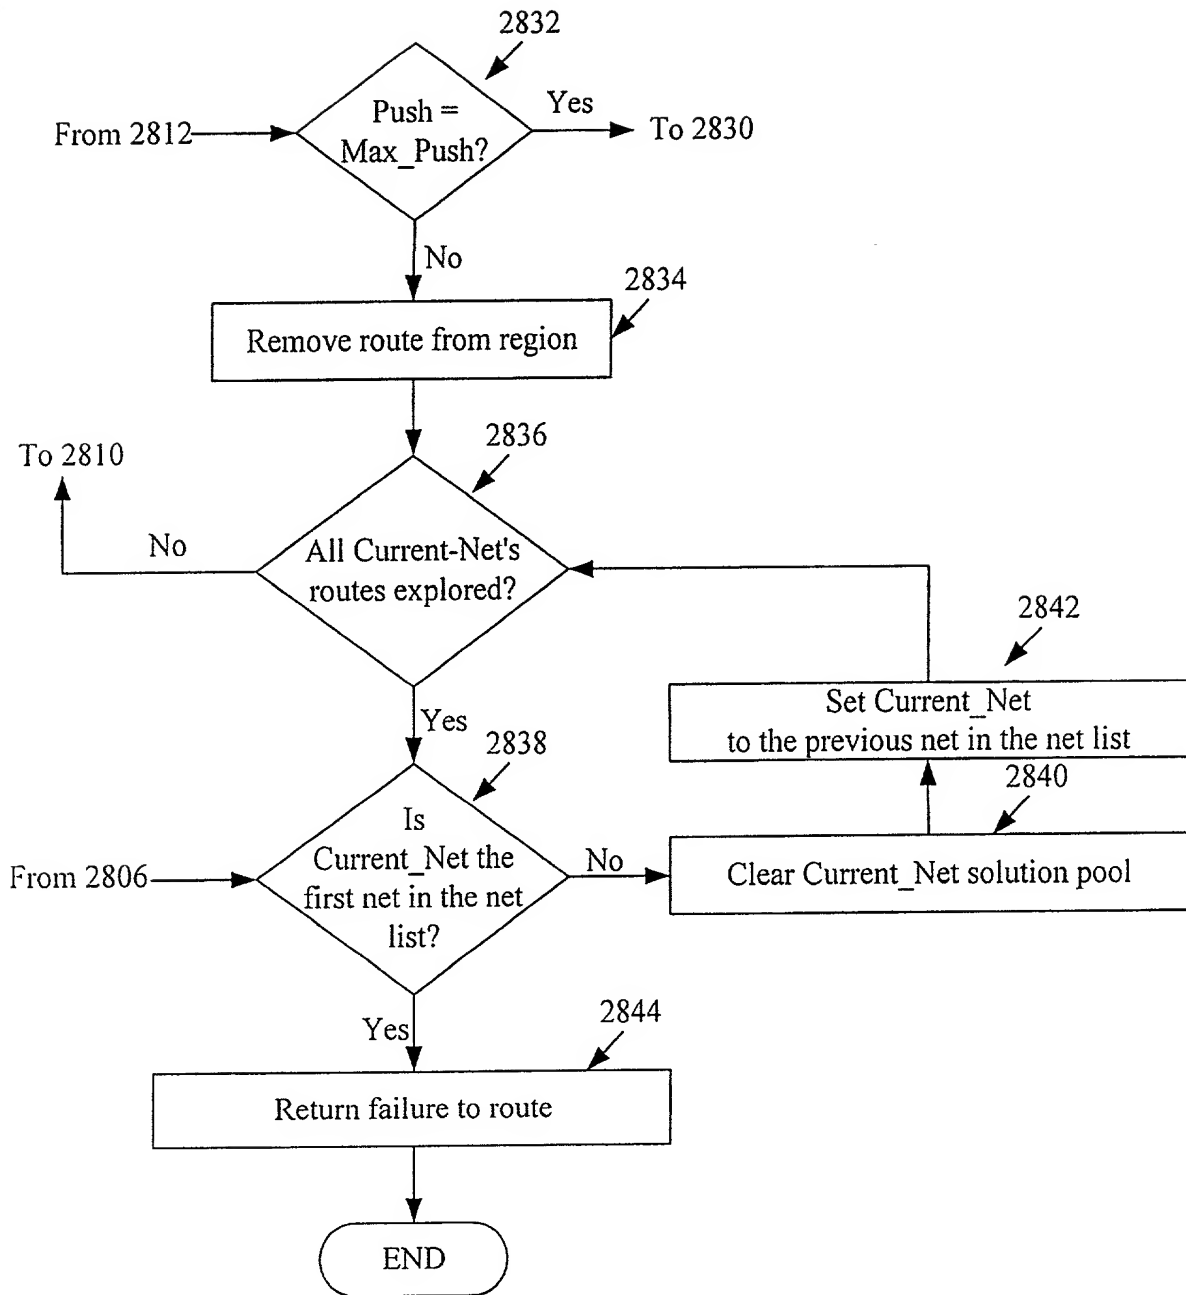 2832
Push =
Max_Push?
Yes
From 2812
To 2830
No
2834
Remove route from region
2836
To 2810
No
All Current-Net's
routes explored?
2842
Set Current_Net
to the previous net in the net list
Yes
2838
2840
Is
Current_Net the
first net in the net
list?
From 2806
No
Clear Current_Net solution pool
Yes
2844
Return failure to route
END